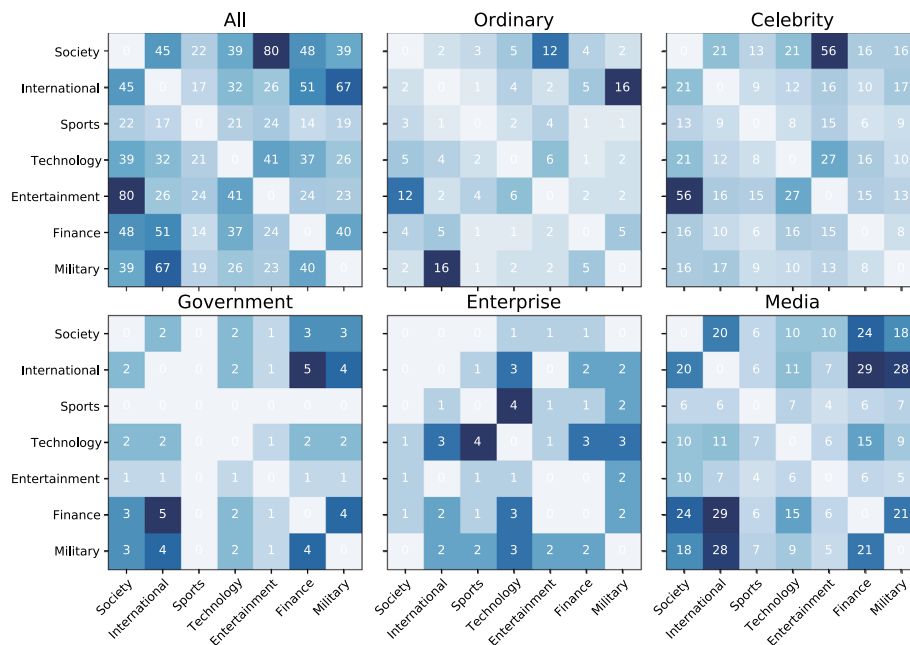 All Ordinary Celebrity
Society 0 45 22 39 80 48 39 0 2 3 5 12 4 2 0 21 13 21 56 16 16
International 45 0 17 32 26 51 67 2 0 1 4 2 5 16 21 0 9 12 16 10 17
Sports 22 17 0 21 24 14 19 3 1 0 2 4 1 1 13 9 0 8 15 6 9
Technology 39 32 21 0 41 37 26 5 4 2 0 6 1 2 21 12 8 0 27 16 10
Entertainment 80 26 24 41 0 24 23 12 2 4 6 0 2 2 56 16 15 27 0 15 13
Finance 48 51 14 37 24 0 40 4 5 1 1 2 0 5 16 10 6 16 15 0 8
Military 39 67 19 26 23 40 0 2 16 1 2 2 5 0 16 17 9 10 13 8 0
Government Enterprise Media
Society 0 2 0 2 1 3 3 0 0 0 1 1 1 0 0 20 6 10 10 24 18
International 2 0 0 2 1 5 4 0 0 1 3 0 2 2 20 0 6 11 7 29 28
Sports 0 0 0 0 0 0 0 0 1 0 4 1 1 2 6 6 0 7 4 6 7
Technology 2 2 0 0 1 2 2 1 3 4 0 1 3 3 10 11 7 0 6 15 9
Entertainment 1 1 0 1 0 1 1 1 0 1 1 0 0 2 10 7 4 6 0 6 5
Finance 3 5 0 2 1 0 4 1 2 1 3 0 0 2 24 29 6 15 6 0 21
Military 3 4 0 2 1 4 0 0 2 2 3 2 2 0 18 28 7 9 5 21 0
Society International Sports Technology Entertainment Finance Military Society International Sports Technology Entertainment Finance Military Society International Sports Technology Entertainment Finance Military